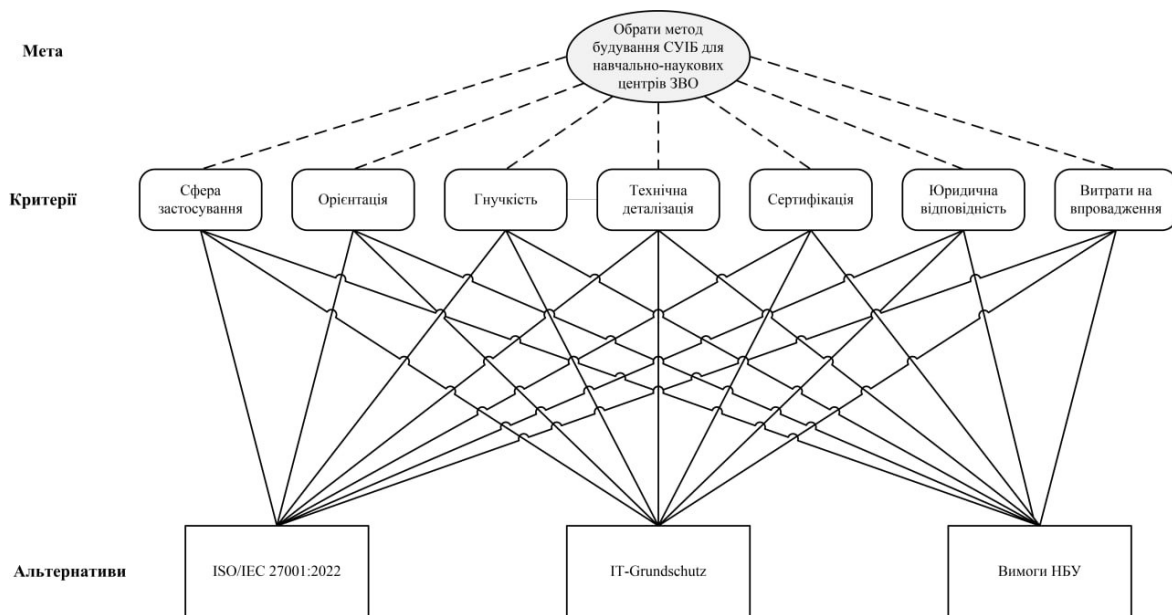 Мета
Обрати метод
будування СУІБ для
навчально-наукових
центрів ЗВО
Критерії
Сфера
застосування
Орієнтація
Гнучкість
Технічна
деталізація
Сертифікація
Юридична
відповідність
Витрати на
впровадження
Альтернативи
ISO/IEC 27001:2022
IT-Grundschutz
Вимоги НБУ